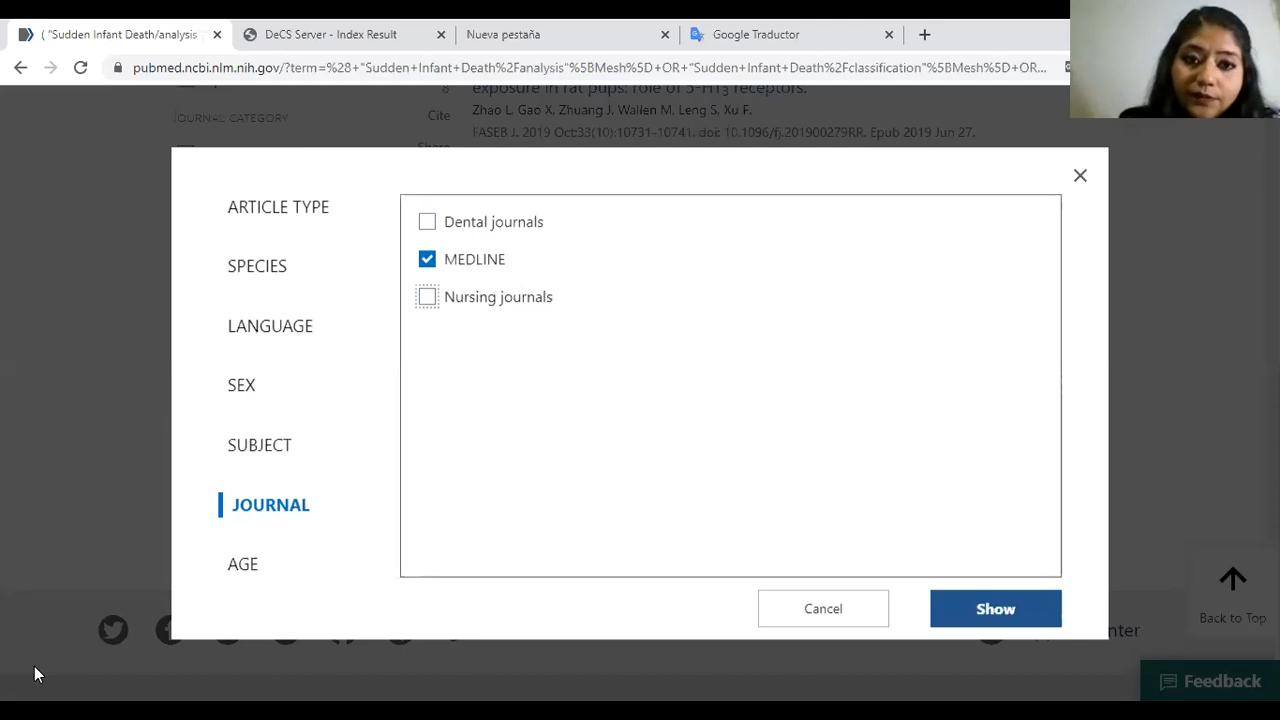 ( "Sudden Infant Death/analysis
DeCS Server - Index Result
Nueva pestaña
Google Traductor
pubmed.ncbi.nlm.nih.gov/?term=%28+"Sudden+Infant+Death%2Fanalysis"%5BMesh%5D+OR+"Sudden+Infant+Death%2Fclassification"%5BMesh%5D+OR...
exposure in rat pups: role of 5-HT3 receptors.
JOURNAL CATEGORY
8
Cite
Zhao L, Gao X, Zhuang J, Wallen M, Leng S, Xu F.
FASEB J. 2019 Oct;33(10):10731-10741. doi: 10.1096/fj.201900279RR. Epub 2019 Jun 27.
Share
ARTICLE TYPE
SPECIES
LANGUAGE
SEX
SUBJECT
JOURNAL
AGE
Dental journals
MEDLINE
Nursing journals
Cancel
Show
Back to Top
Feedback